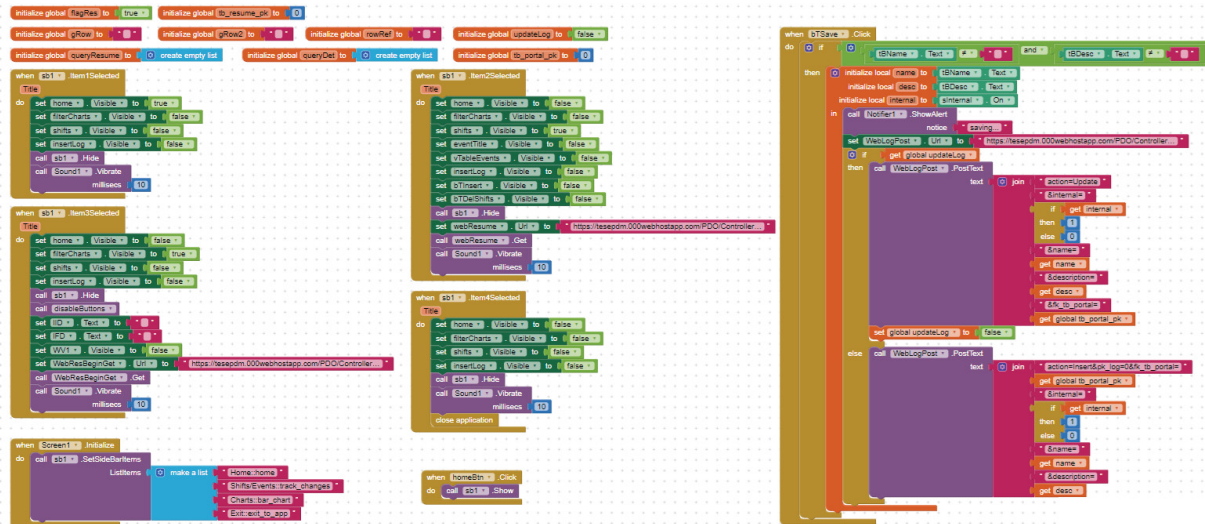 initialize global flagRes to true
initialize global tb_resume_pk to 0
initialize global gRow to " "
initialize global gRow2 to " "
initialize global rowRef to " "
initialize global updateLog to false
initialize global queryResume to create empty list
initialize global queryDet to create empty list
initialize global tb_portal_pk to 0
when sb1 .Item1Selected
Title
do set home . Visible to true
set filterCharts . Visible to false
set shifts . Visible to false
set insertLog . Visible to false
call sb1 .Hide
call Sound1 .Vibrate
millisecs 10
when sb1 .Item3Selected
Title
do set home . Visible to false
set filterCharts . Visible to true
set shifts . Visible to false
set insertLog . Visible to false
call sb1 .Hide
call disableButtons
set IID . Text to " "
set IFD . Text to " "
set WV1 . Visible to false
set WebResBeginGet . Url to "https://tesepdm.000webhostapp.com/PDO/Controller..."
call WebResBeginGet .Get
call Sound1 .Vibrate
millisecs 10
when Screen1 .Initialize
do call sb1 .SetSideBarItems
ListItems make a list "Home::home"
"Shifts/Events::track_changes"
"Charts::bar_chart"
"Exit::exit_to_app"
when sb1 .Item2Selected
Title
do set home . Visible to false
set filterCharts . Visible to false
set shifts . Visible to true
set eventTitle . Visible to false
set vTableEvents . Visible to false
set insertLog . Visible to false
set bTInsert . Visible to false
set bTDelShifts . Visible to false
call sb1 .Hide
set webResume . Url to "https://tesepdm.000webhostapp.com/PDO/Controller..."
call webResume .Get
call Sound1 .Vibrate
millisecs 10
when sb1 .Item4Selected
Title
do set home . Visible to false
set filterCharts . Visible to false
set shifts . Visible to false
set insertLog . Visible to false
call sb1 .Hide
call Sound1 .Vibrate
millisecs 10
close application
when homeBtn .Click
do call sb1 .Show
when bTSave .Click
do if tBName . Text ≠ " " and tBDesc . Text ≠ " "
then initialize local name to tBName . Text
initialize local desc to tBDesc . Text
initialize local internal to sInternal . On
in call Notifier1 .ShowAlert
notice "saving..."
set WebLogPost . Url to "https://tesepdm.000webhostapp.com/PDO/Controller..."
if get global updateLog
then call WebLogPost .PostText
text join "action=Update"
"&internal="
if get internal
then 1
else 0
"&name="
get name
"&description="
get desc
"&fk_tb_portal="
get global tb_portal_pk
set global updateLog to false
else call WebLogPost .PostText
text join "action=Insert&pk_log=0&fk_tb_portal="
get global tb_portal_pk
"&internal="
if get internal
then 1
else 0
"&name="
get name
"&description="
get desc